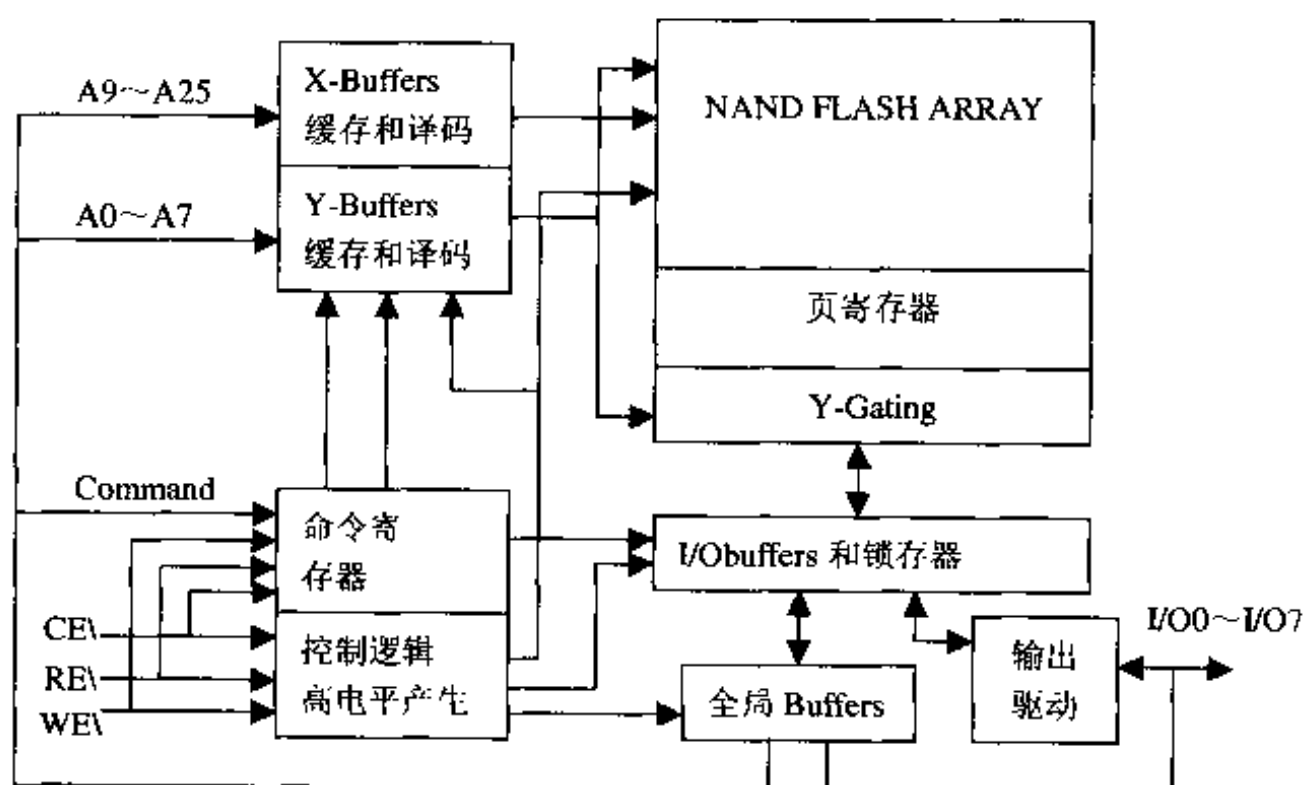 A9～A25
X-Buffers
缓存和译码
NAND FLASH ARRAY
A0～A7
Y-Buffers
缓存和译码
页寄存器
Y-Gating
Command
命令寄
存器
I/Obuffers 和锁存器
CE\
RE\
WE\
控制逻辑
高电平产生
全局 Buffers
输出
驱动
I/O0～I/O7